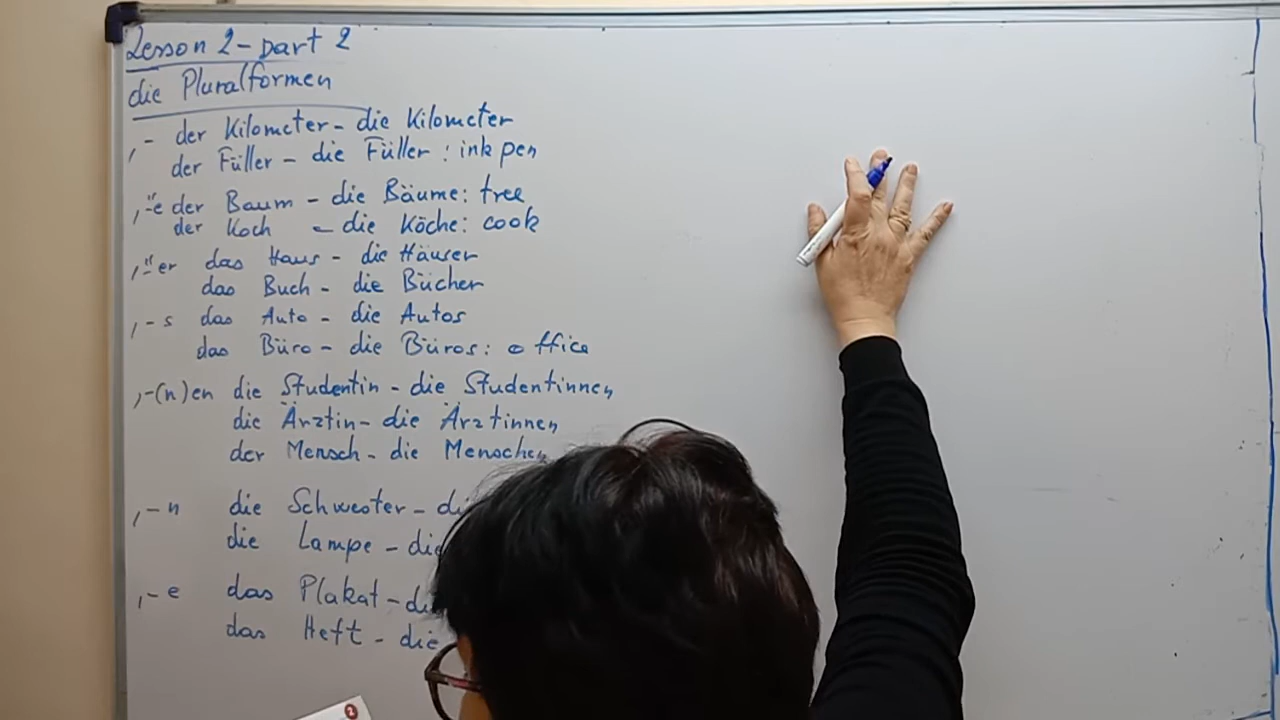 Lesson 2 - part 2
die Pluralformen
,- der Kilometer - die Kilometer
der Füller - die Füller : ink pen
,-̈e der Baum - die Bäume: tree
der Koch - die Köche: cook
,-̈er das Haus - die Häuser
das Buch - die Bücher
,-s das Auto - die Autos
das Büro - die Büros: office
,-(n)en die Studentin - die Studentinnen
die Ärztin - die Ärztinnen
der Mensch - die Menschen
,-n die Schwester - di
die Lampe - die
,-e das Plakat - di
das Heft - die
2